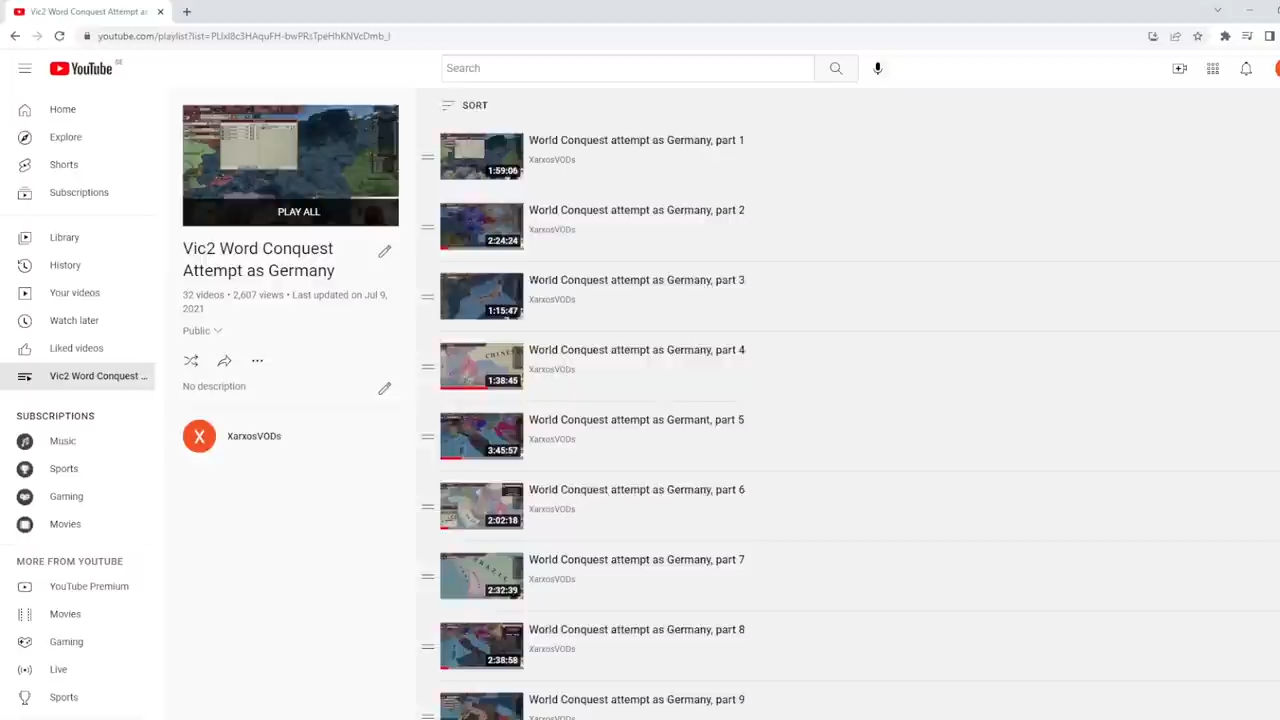 Vic2 Word Conquest Attempt as
youtube.com/playlist?list=
YouTube SE
Search
Home
Explore
Shorts
Subscriptions
Library
History
Your videos
Watch later
Liked videos
Vic2 Word Conquest ...
SUBSCRIPTIONS
Music
Sports
Gaming
Movies
MORE FROM YOUTUBE
YouTube Premium
Movies
Gaming
Live
Sports
PLAY ALL
Vic2 Word Conquest
Attempt as Germany
32 videos • 2,607 views • Last updated on Jul 9,
2021
Public
No description
X
XarxosVODs
SORT
World Conquest attempt as Germany, part 1
XarxosVODs
1:59:06
World Conquest attempt as Germany, part 2
XarxosVODs
2:24:24
World Conquest attempt as Germany, part 3
XarxosVODs
1:15:47
World Conquest attempt as Germany, part 4
XarxosVODs
1:38:45
World Conquest attempt as Germant, part 5
XarxosVODs
3:45:57
World Conquest attempt as Germany, part 6
XarxosVODs
2:02:18
World Conquest attempt as Germany, part 7
XarxosVODs
2:32:39
World Conquest attempt as Germany, part 8
XarxosVODs
2:38:58
World Conquest attempt as Germany, part 9
XarxosVODs